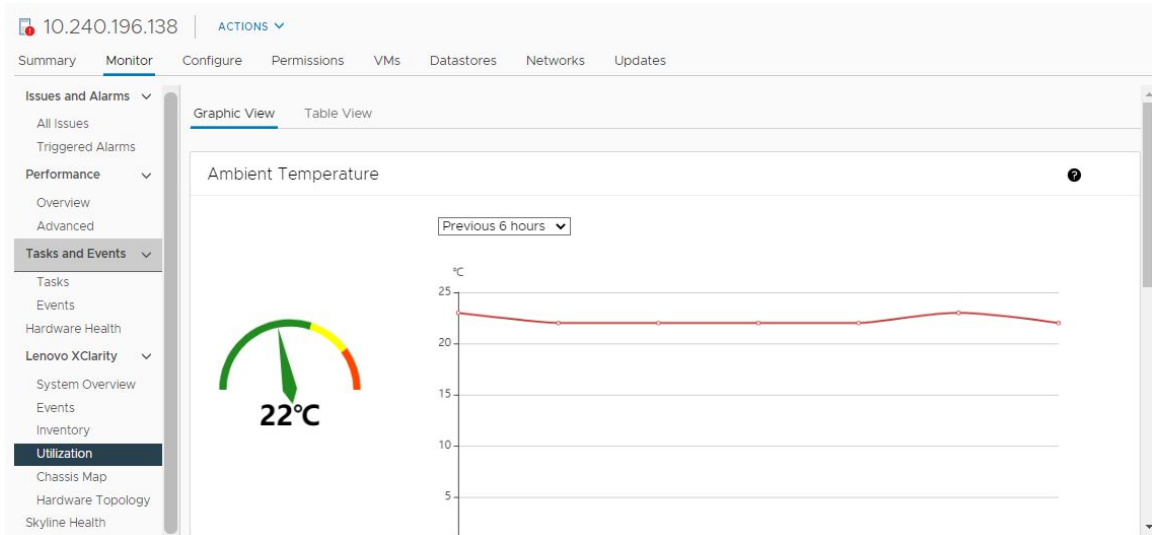 10.240.196.138
ACTIONS
Summary Monitor Configure Permissions VMs Datastores Networks Updates
Issues and Alarms
All Issues
Triggered Alarms
Performance
Overview
Advanced
Tasks and Events
Tasks
Events
Hardware Health
Lenovo XClarity
System Overview
Events
Inventory
Utilization
Chassis Map
Hardware Topology
Skyline Health
Graphic View Table View
Ambient Temperature
?
Previous 6 hours
22°C
°C
25
20
15
10
5